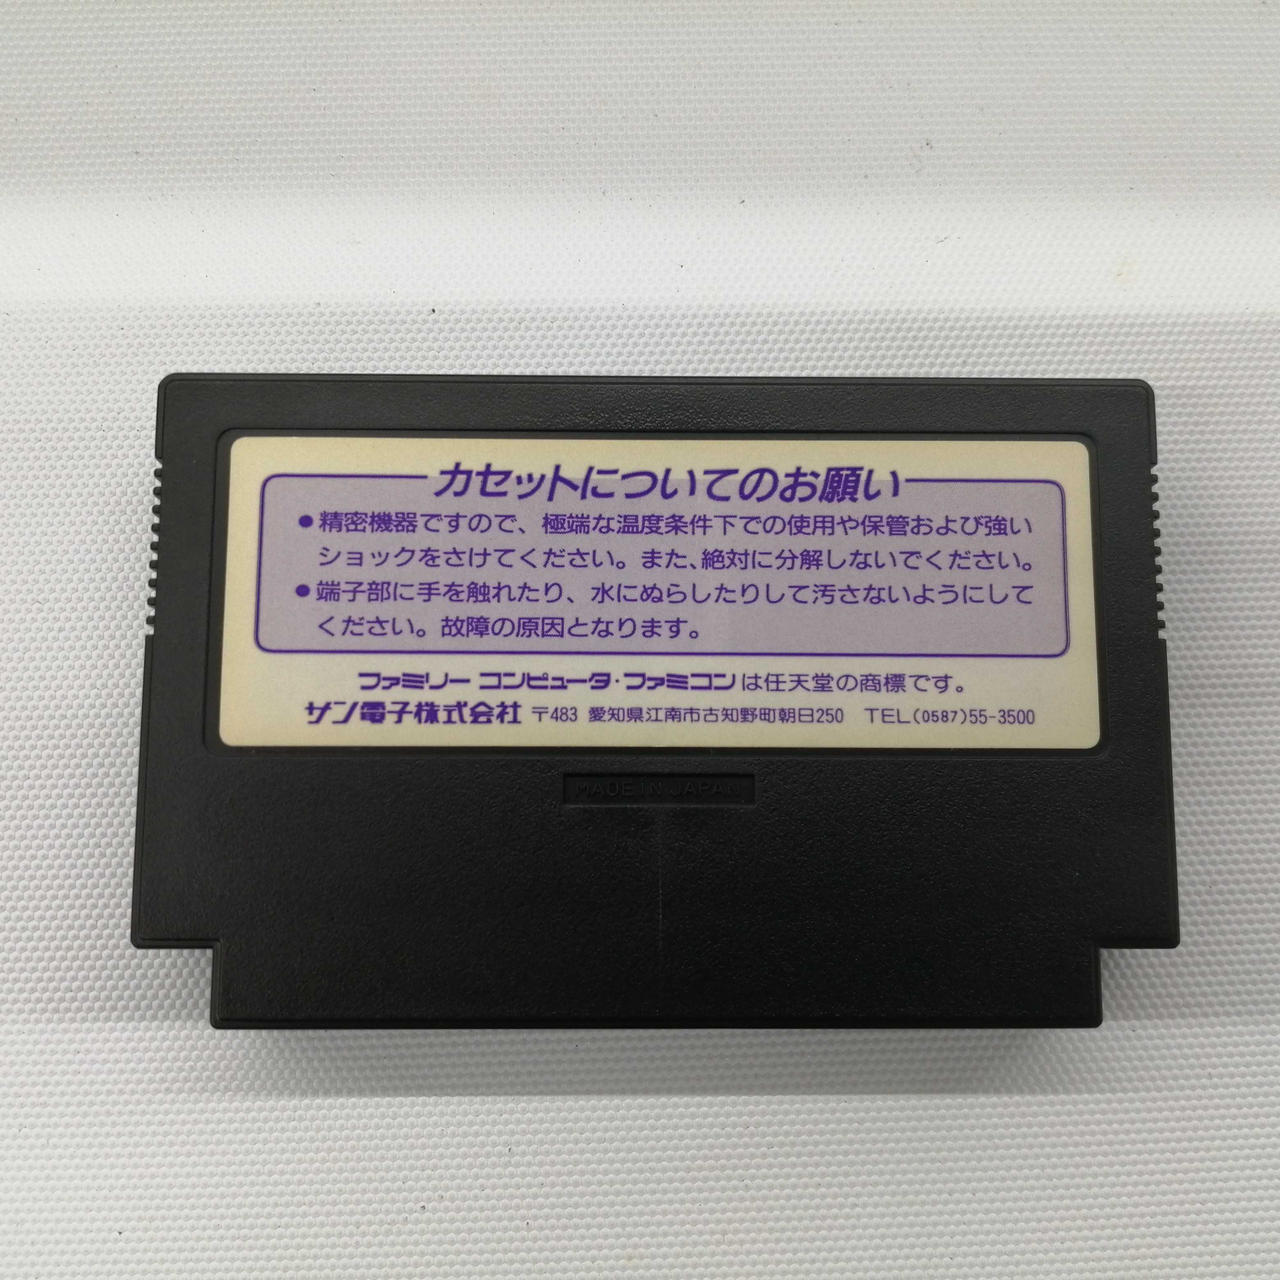 カセットについてのお願い
●精密機器ですので、極端な温度条件下での使用や保管および強い
ショックをさけてください。また、絶対に分解しないでください。
●端子部に手を触れたり、水にぬらしたりして汚さないようにして
ください。故障の原因となります。
ファミリー コンピュータ・ファミコンは任天堂の商標です。
サン電子株式会社 〒483 愛知県江南市古知野町朝日250 TEL(0587)55-3500
MADE IN JAPAN